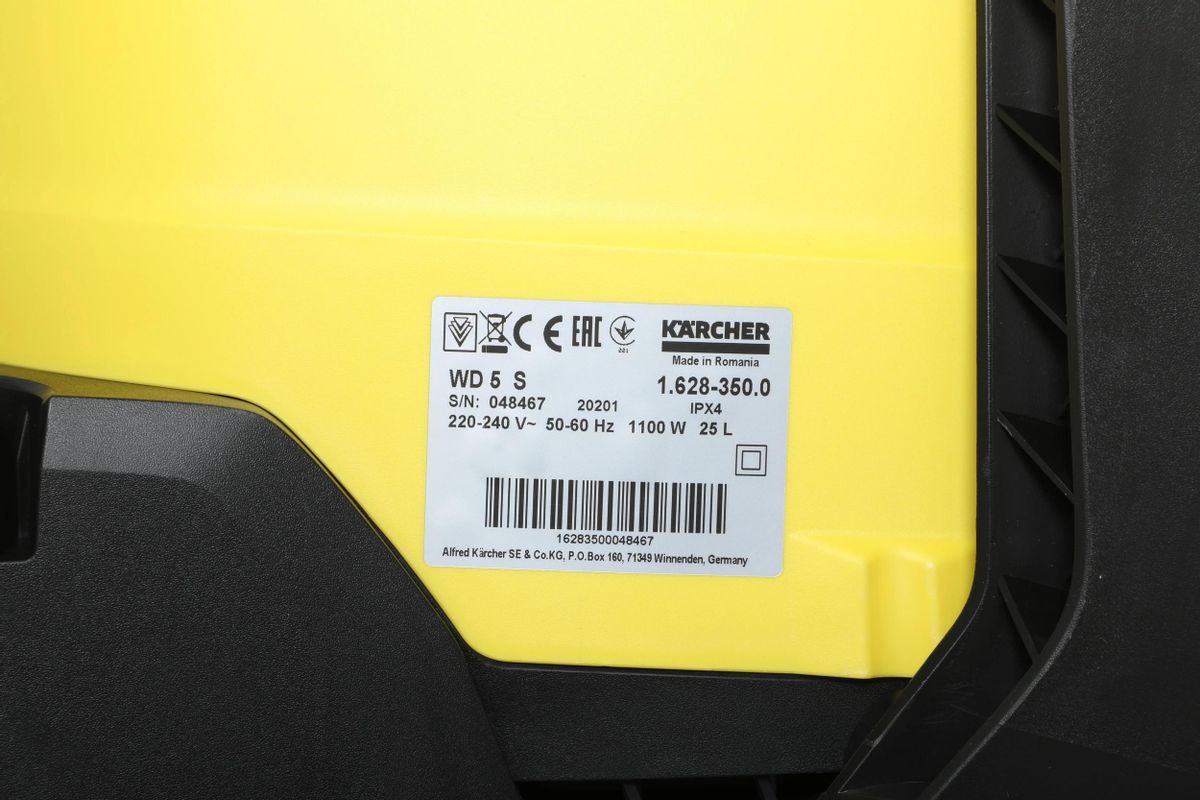 CE EAC KÄRCHER
Made in Romania
WD 5 S 1.628-350.0
S/N: 048467 20201 IPX4
220-240 V~ 50-60 Hz 1100 W 25 L
16283500048467
Alfred Kärcher SE & Co.KG, P.O.Box 160, 71349 Winnenden, Germany